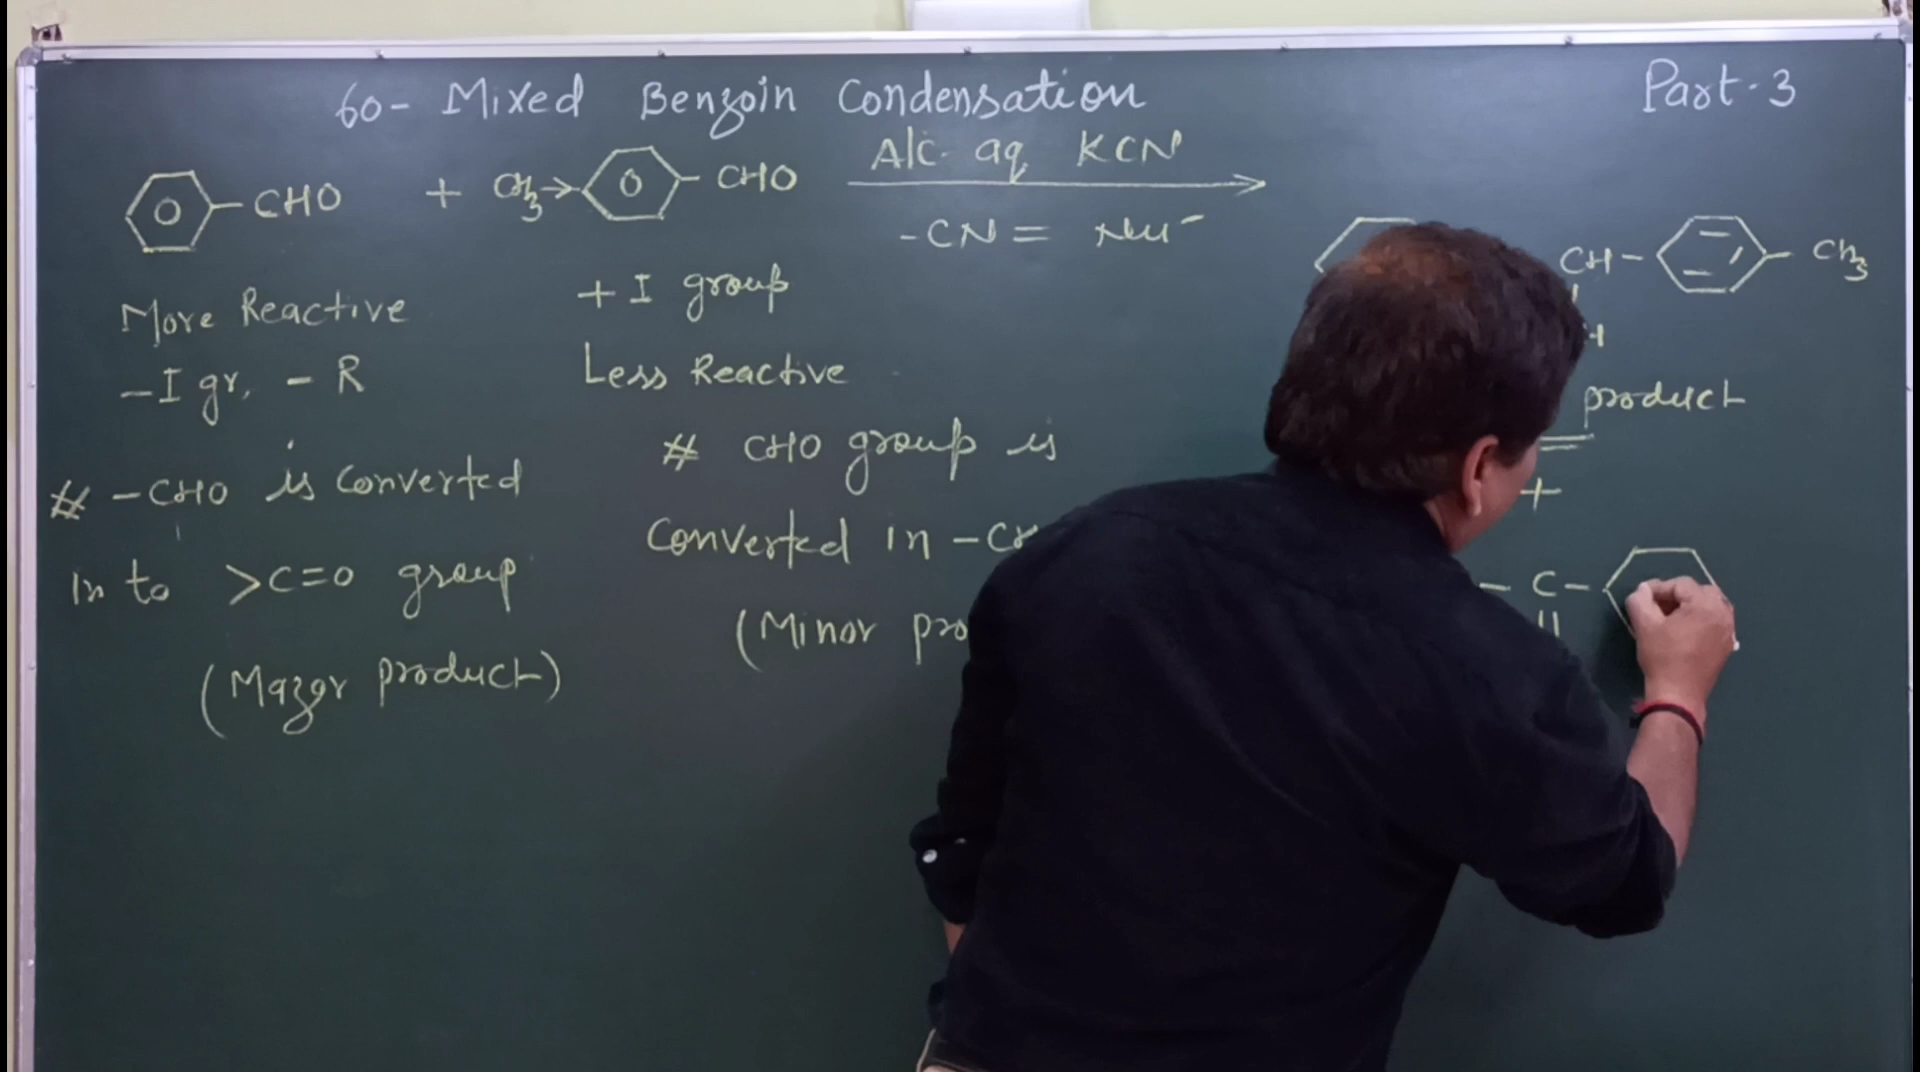 60- Mixed Benzoin Condensation
Part-3
CHO + CH3 CHO Alc. aq KCN
-CN = Nu-
CH - CH3
More Reactive
+ I group
-I gr, - R
Less Reactive
product
# -CHO is Converted
# CHO group is
+
In to >C=O group
Converted in
- C -
(Mazor product)
(Minor